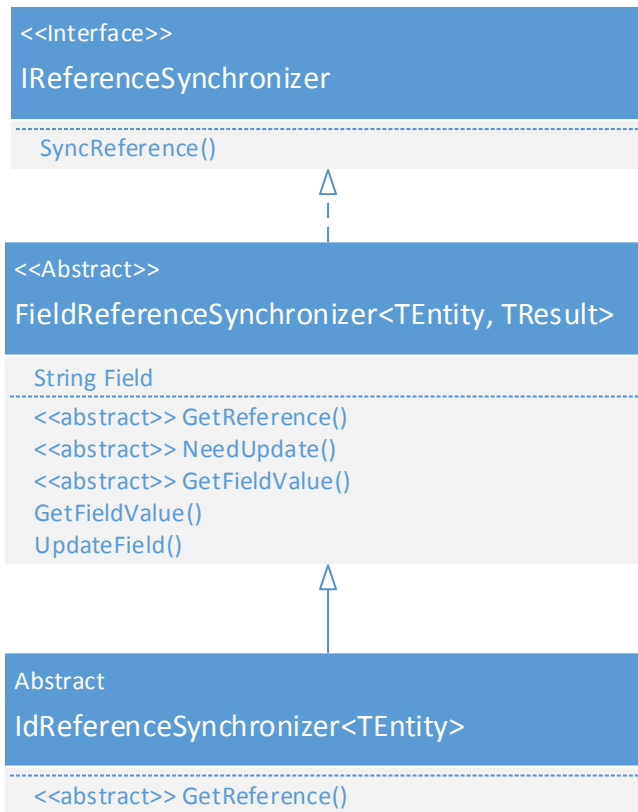 <<Interface>>
IReferenceSynchronizer
SyncReference()
<<Abstract>>
FieldReferenceSynchronizer<TEntity, TResult>
String Field
<<abstract>> GetReference()
<<abstract>> NeedUpdate()
<<abstract>> GetFieldValue()
GetFieldValue()
UpdateField()
Abstract
IdReferenceSynchronizer<TEntity>
<<abstract>> GetReference()